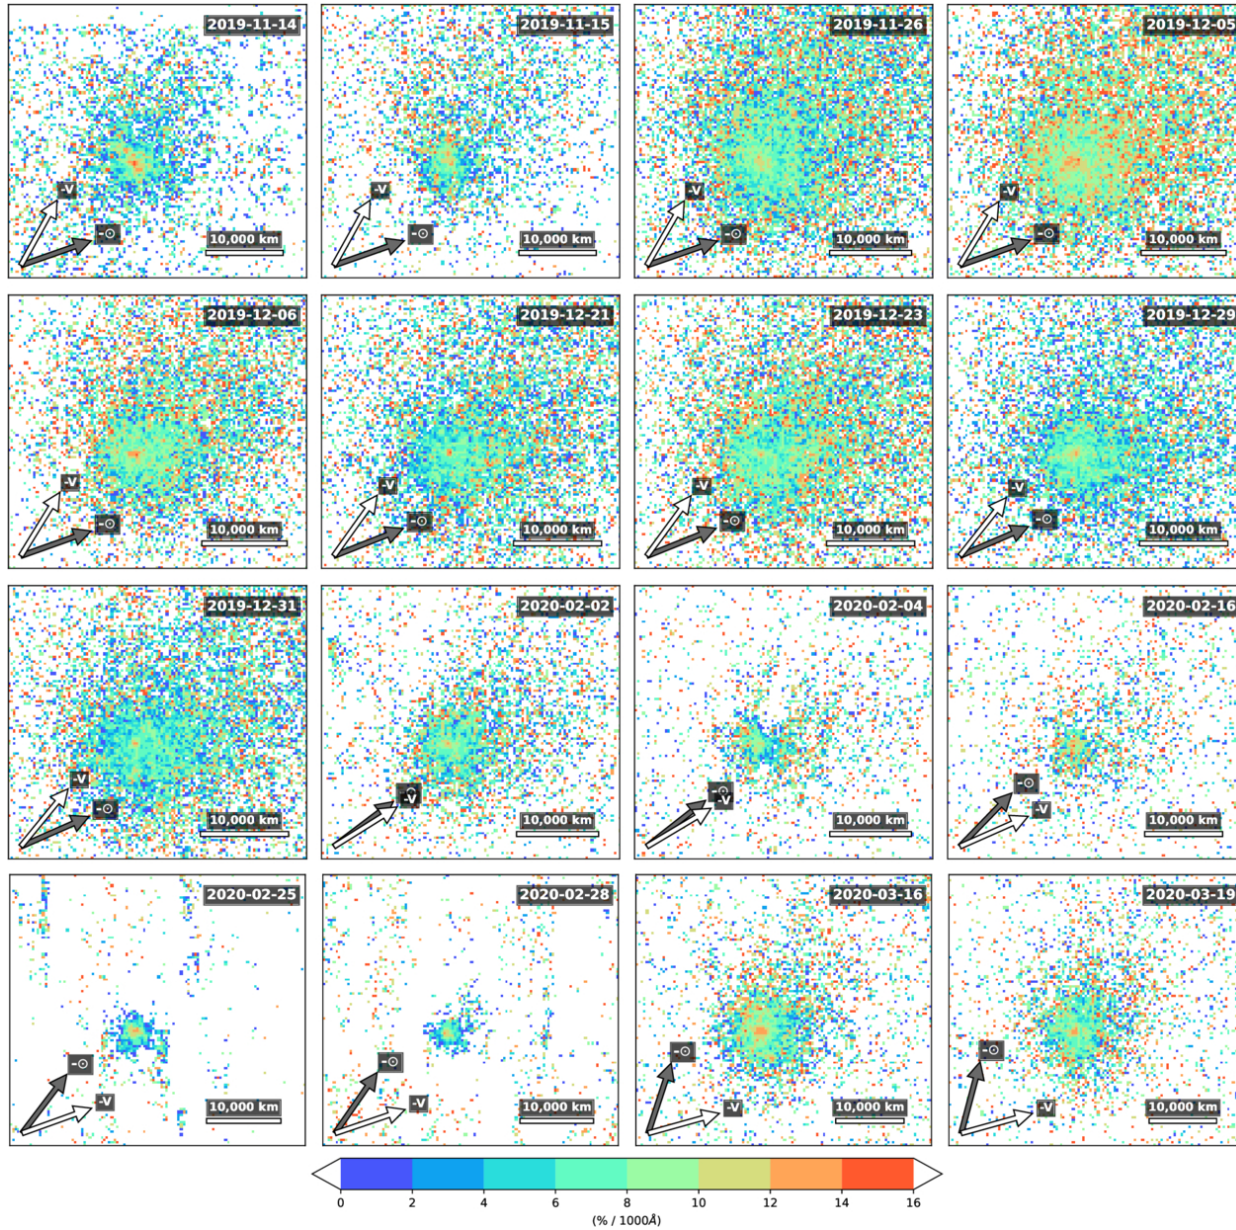 2019-11-14
-V
-⊙
10,000 km
2019-11-15
-V
-⊙
10,000 km
2019-11-26
-V
-⊙
10,000 km
2019-12-05
-V
-⊙
10,000 km
2019-12-06
-V
-⊙
10,000 km
2019-12-21
-V
-⊙
10,000 km
2019-12-23
-V
-⊙
10,000 km
2019-12-29
-V
-⊙
10,000 km
2019-12-31
-V
-⊙
10,000 km
2020-02-02
-V
10,000 km
2020-02-04
-⊙
-V
10,000 km
2020-02-16
-⊙
-V
10,000 km
2020-02-25
-⊙
-V
10,000 km
2020-02-28
-⊙
-V
10,000 km
2020-03-16
-⊙
-V
10,000 km
2020-03-19
-⊙
-V
10,000 km
0 2 4 6 8 10 12 14 16
(% / 1000Å)